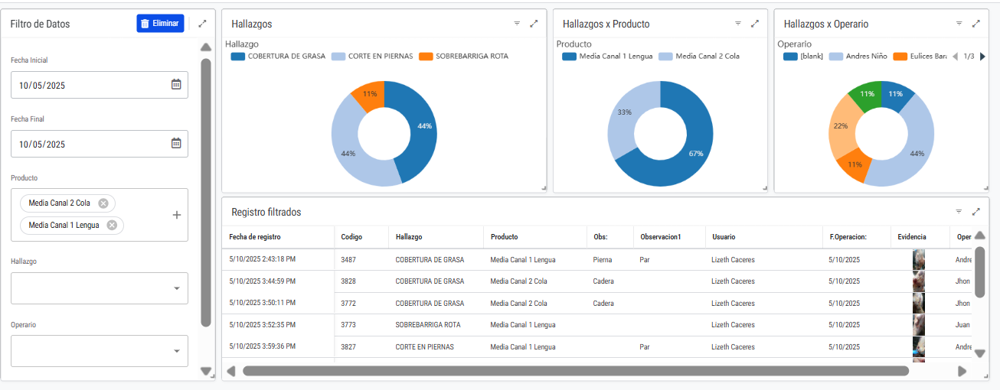 Filtro de Datos
Eliminar
Fecha Inicial
10/05/2025
Fecha Final
10/05/2025
Producto
Media Canal 2 Cola
Media Canal 1 Lengua
Hallazgo
Operario
Hallazgos
Hallazgo
COBERTURA DE GRASA CORTE EN PIERNAS SOBREBARRIGA ROTA
11%
44%
44%
Hallazgos x Producto
Producto
Media Canal 1 Lengua Media Canal 2 Cola
33%
67%
Hallazgos x Operario
Operario
[blank] Andres Niño Eulices Bar 1/3
11% 11%
22%
44%
11%
Registro filtrados
Fecha de registro Codigo Hallazgo Producto Obs: Observacion1 Usuario F.Operacion: Evidencia Oper
5/10/2025 2:43:18 PM 3487 COBERTURA DE GRASA Media Canal 1 Lengua Pierna Par Lizeth Caceres 5/10/2025 Andre
5/10/2025 3:44:59 PM 3828 COBERTURA DE GRASA Media Canal 2 Cola Cadera Lizeth Caceres 5/10/2025 Jhon
5/10/2025 3:50:11 PM 3772 COBERTURA DE GRASA Media Canal 2 Cola Cadera Lizeth Caceres 5/10/2025 Jhon
5/10/2025 3:52:35 PM 3773 SOBREBARRIGA ROTA Media Canal 1 Lengua Lizeth Caceres 5/10/2025 Juan
5/10/2025 3:59:36 PM 3827 CORTE EN PIERNAS Media Canal 1 Lengua Par Lizeth Caceres 5/10/2025 Andre